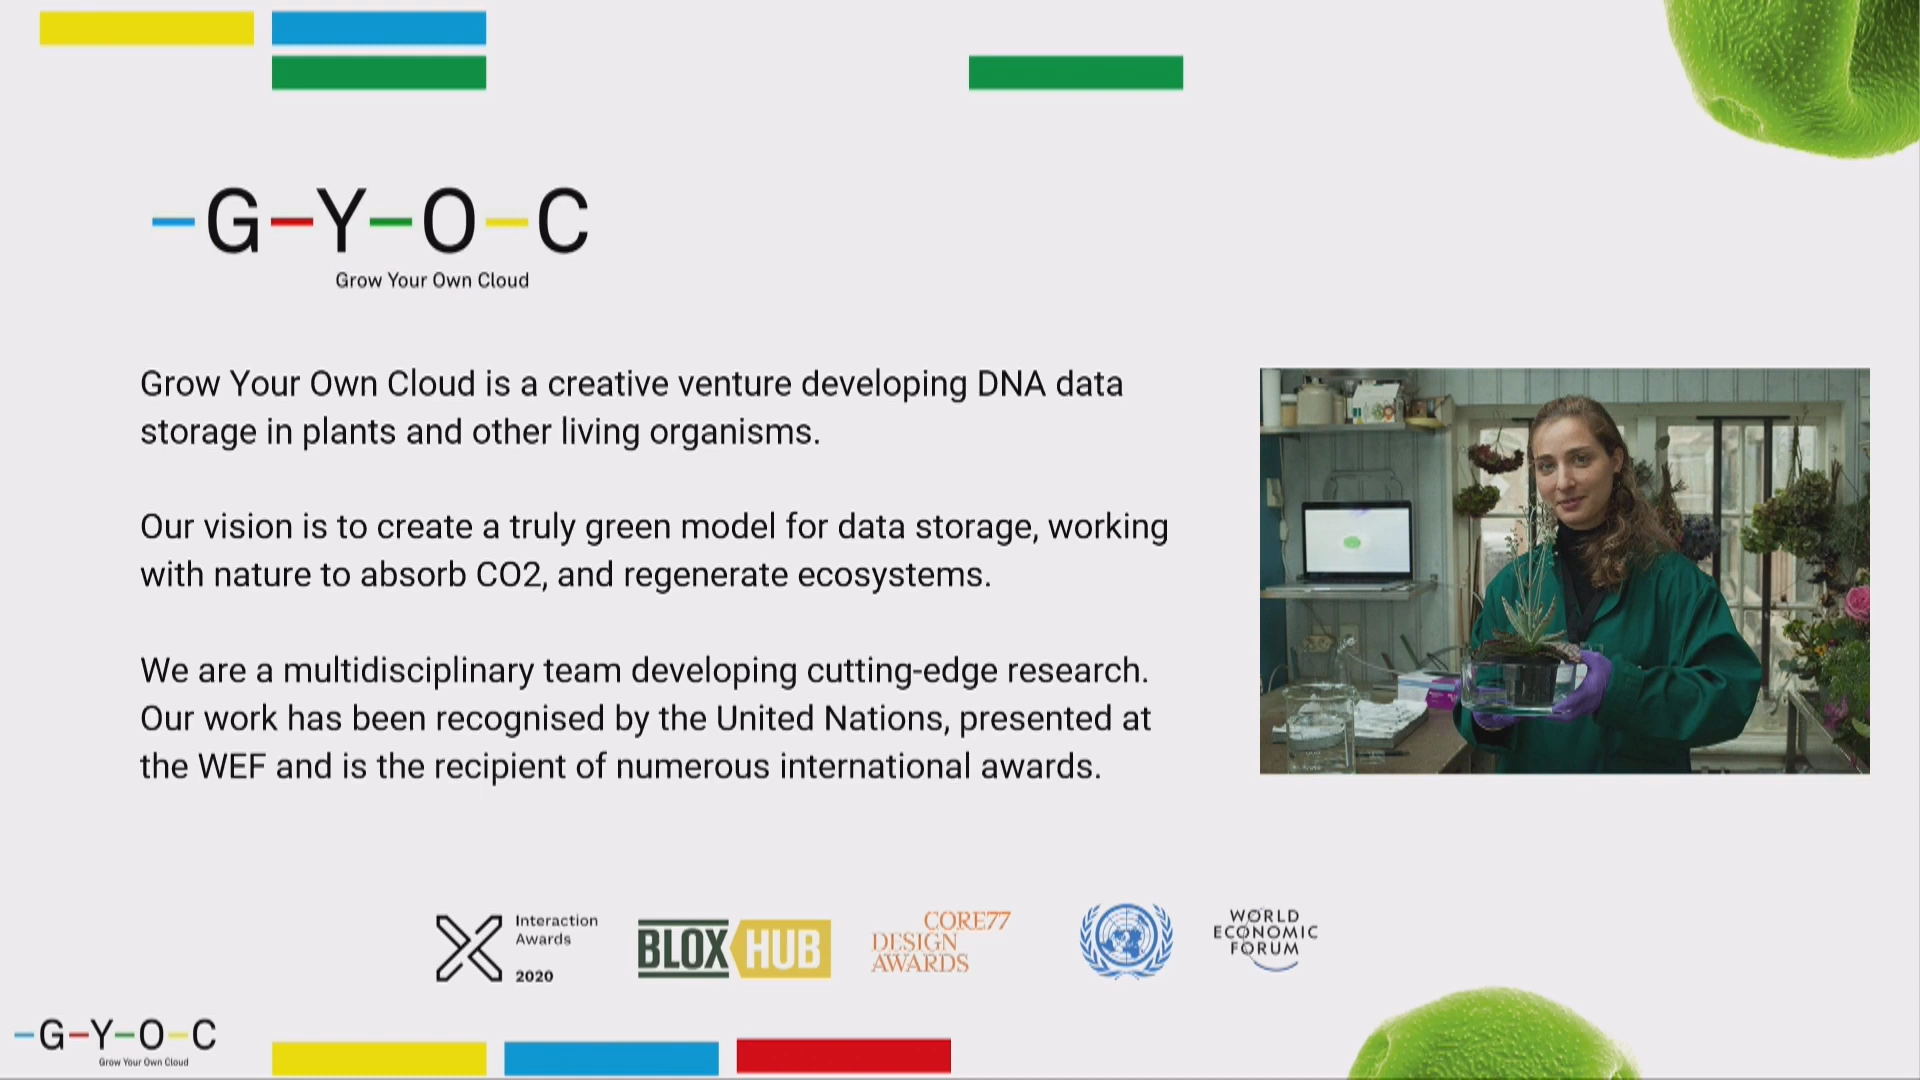 G-Y-O-C
Grow Your Own Cloud
Grow Your Own Cloud is a creative venture developing DNA data
storage in plants and other living organisms.
Our vision is to create a truly green model for data storage, working
with nature to absorb CO2, and regenerate ecosystems.
We are a multidisciplinary team developing cutting-edge research.
Our work has been recognised by the United Nations, presented at
the WEF and is the recipient of numerous international awards.
Interaction
Awards
2020
BLOXHUB
CORE77
DESIGN
AWARDS
WORLD
ECONOMIC
FORUM
G-Y-O-C
Grow Your Own Cloud